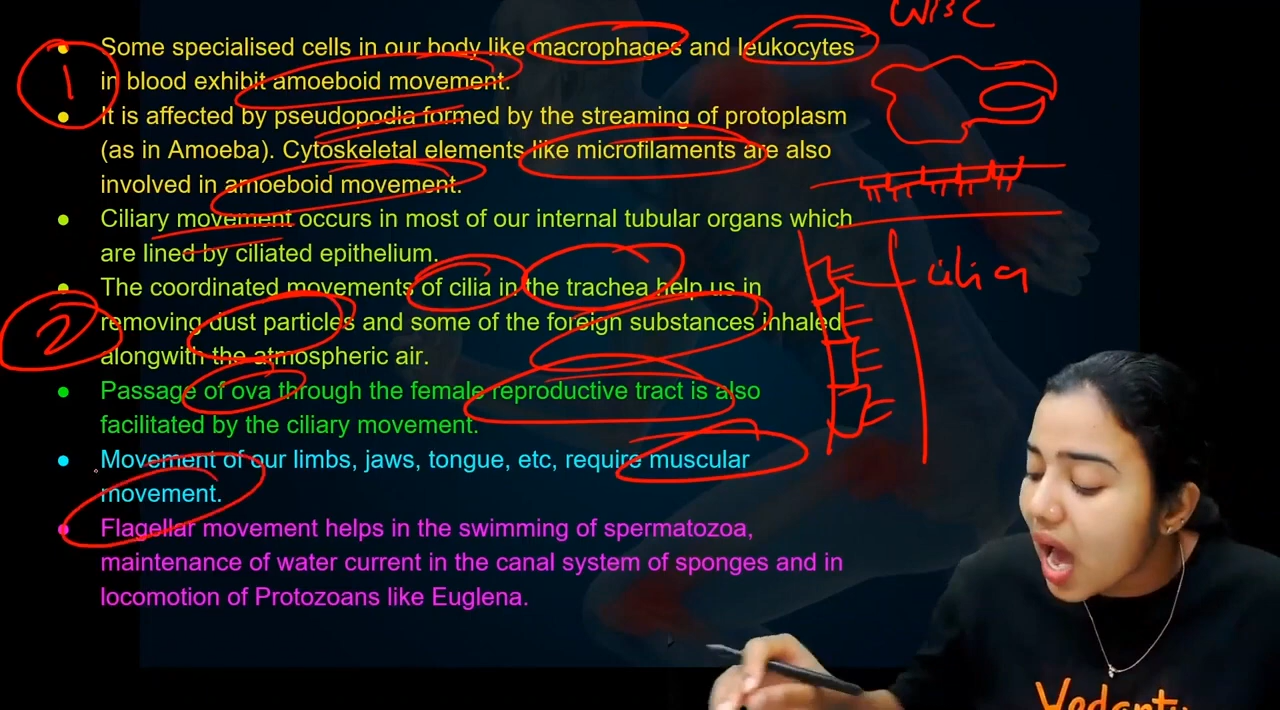 WBC
Some specialised cells in our body like macrophages and leukocytes
in blood exhibit amoeboid movement.
1
It is affected by pseudopodia formed by the streaming of protoplasm
(as in Amoeba). Cytoskeletal elements like microfilaments are also
involved in amoeboid movement.
Ciliary movement occurs in most of our internal tubular organs which
are lined by ciliated epithelium.
cilia
The coordinated movements of cilia in the trachea help us in
2
removing dust particles and some of the foreign substances inhaled
alongwith the atmospheric air.
Passage of ova through the female reproductive tract is also
facilitated by the ciliary movement.
Movement of our limbs, jaws, tongue, etc, require muscular
movement.
Flagellar movement helps in the swimming of spermatozoa,
maintenance of water current in the canal system of sponges and in
locomotion of Protozoans like Euglena.